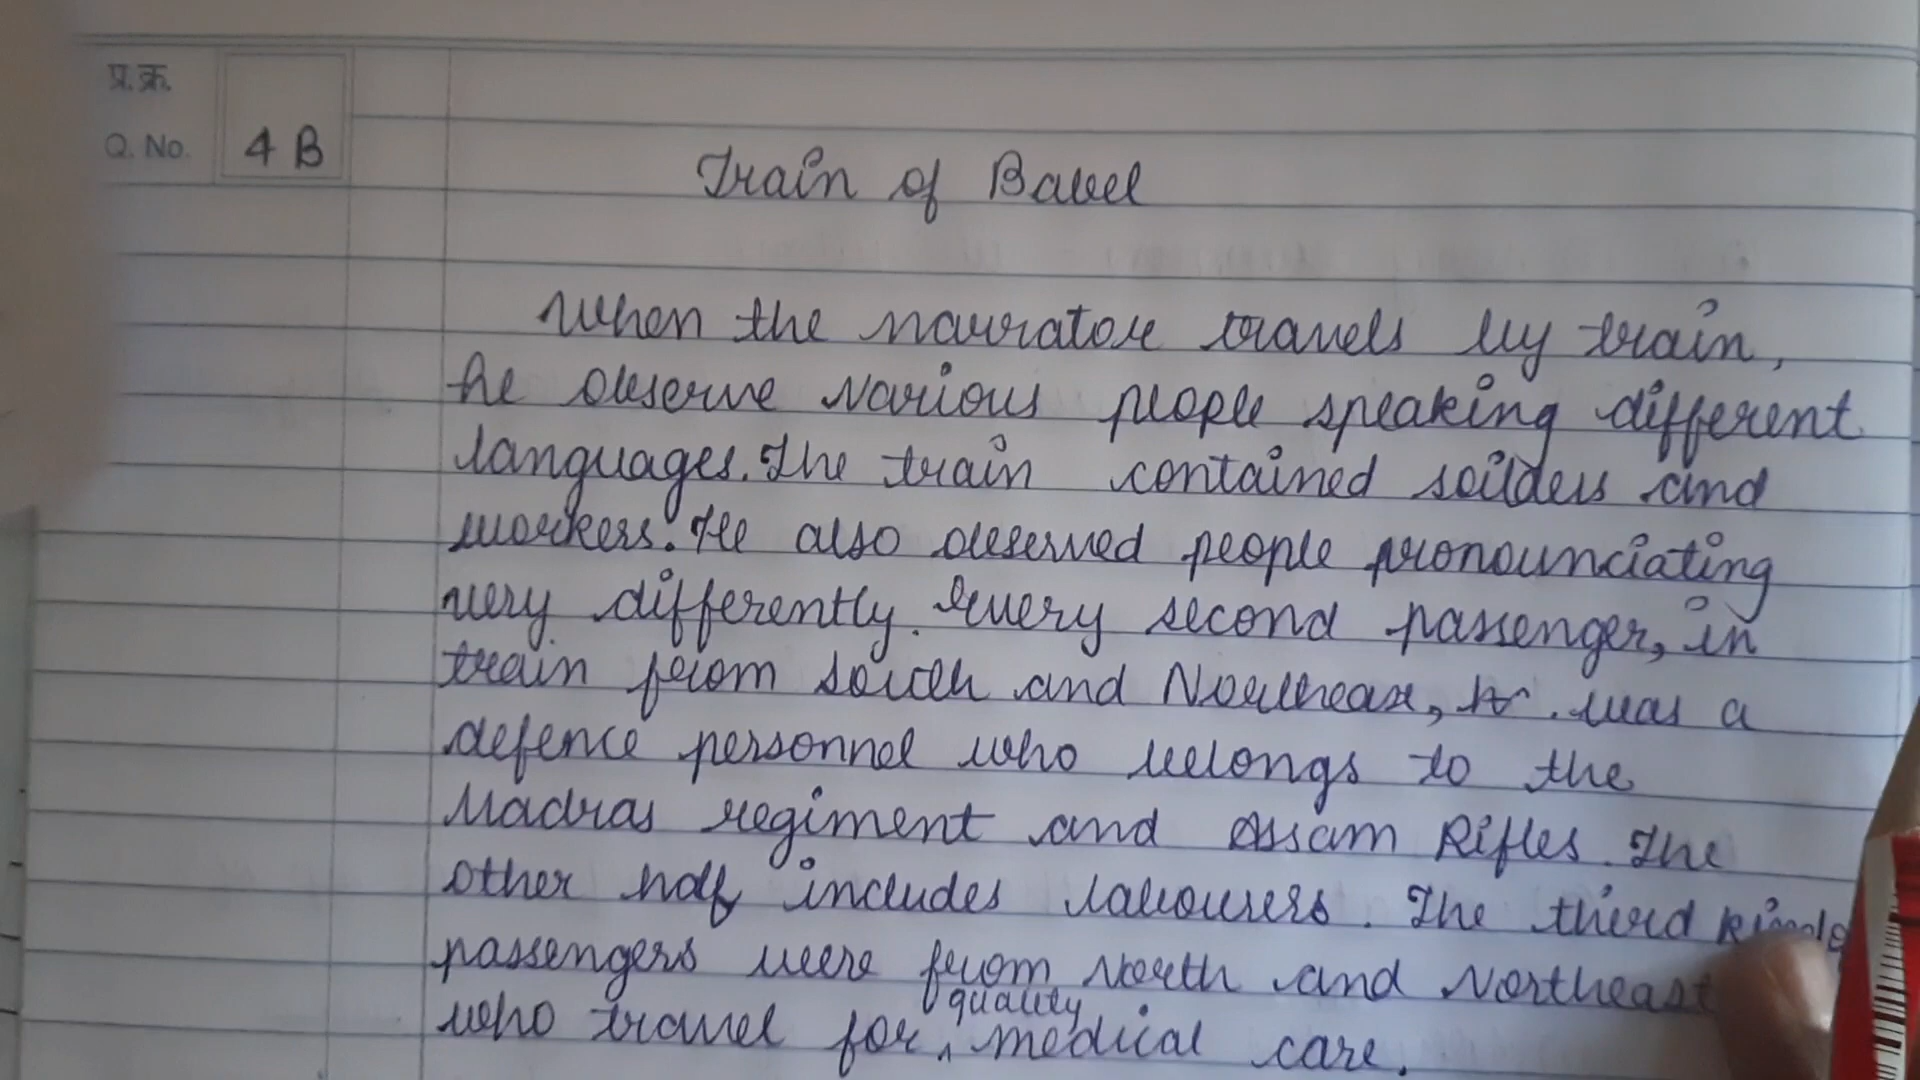 प्र.क्र.
Q. No. 4 B
Train of Babel
When the narrator travels by train,
he observe various people speaking different
languages. The train contained soilders and
workers. He also observed people pronounciating
very differently. Every second passenger, in
train from south and Northeast, was a
defence personnel who belongs to the
Madras regiment and Assam Rifles. The
other half includes labourers. The third
passengers were from North and Northeast
who travel for quality medical care.